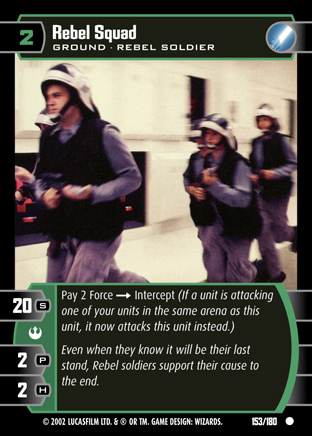 2
Rebel Squad
GROUND · REBEL SOLDIER
Pay 2 Force → Intercept (If a unit is attacking
20 S
one of your units in the same arena as this
unit, it now attacks this unit instead.)
Even when they know it will be their last
2 P
stand, Rebel soldiers support their cause to
2 H
the end.
© 2002 LUCASFILM LTD. & ® OR TM. GAME DESIGN: WIZARDS.
153/180